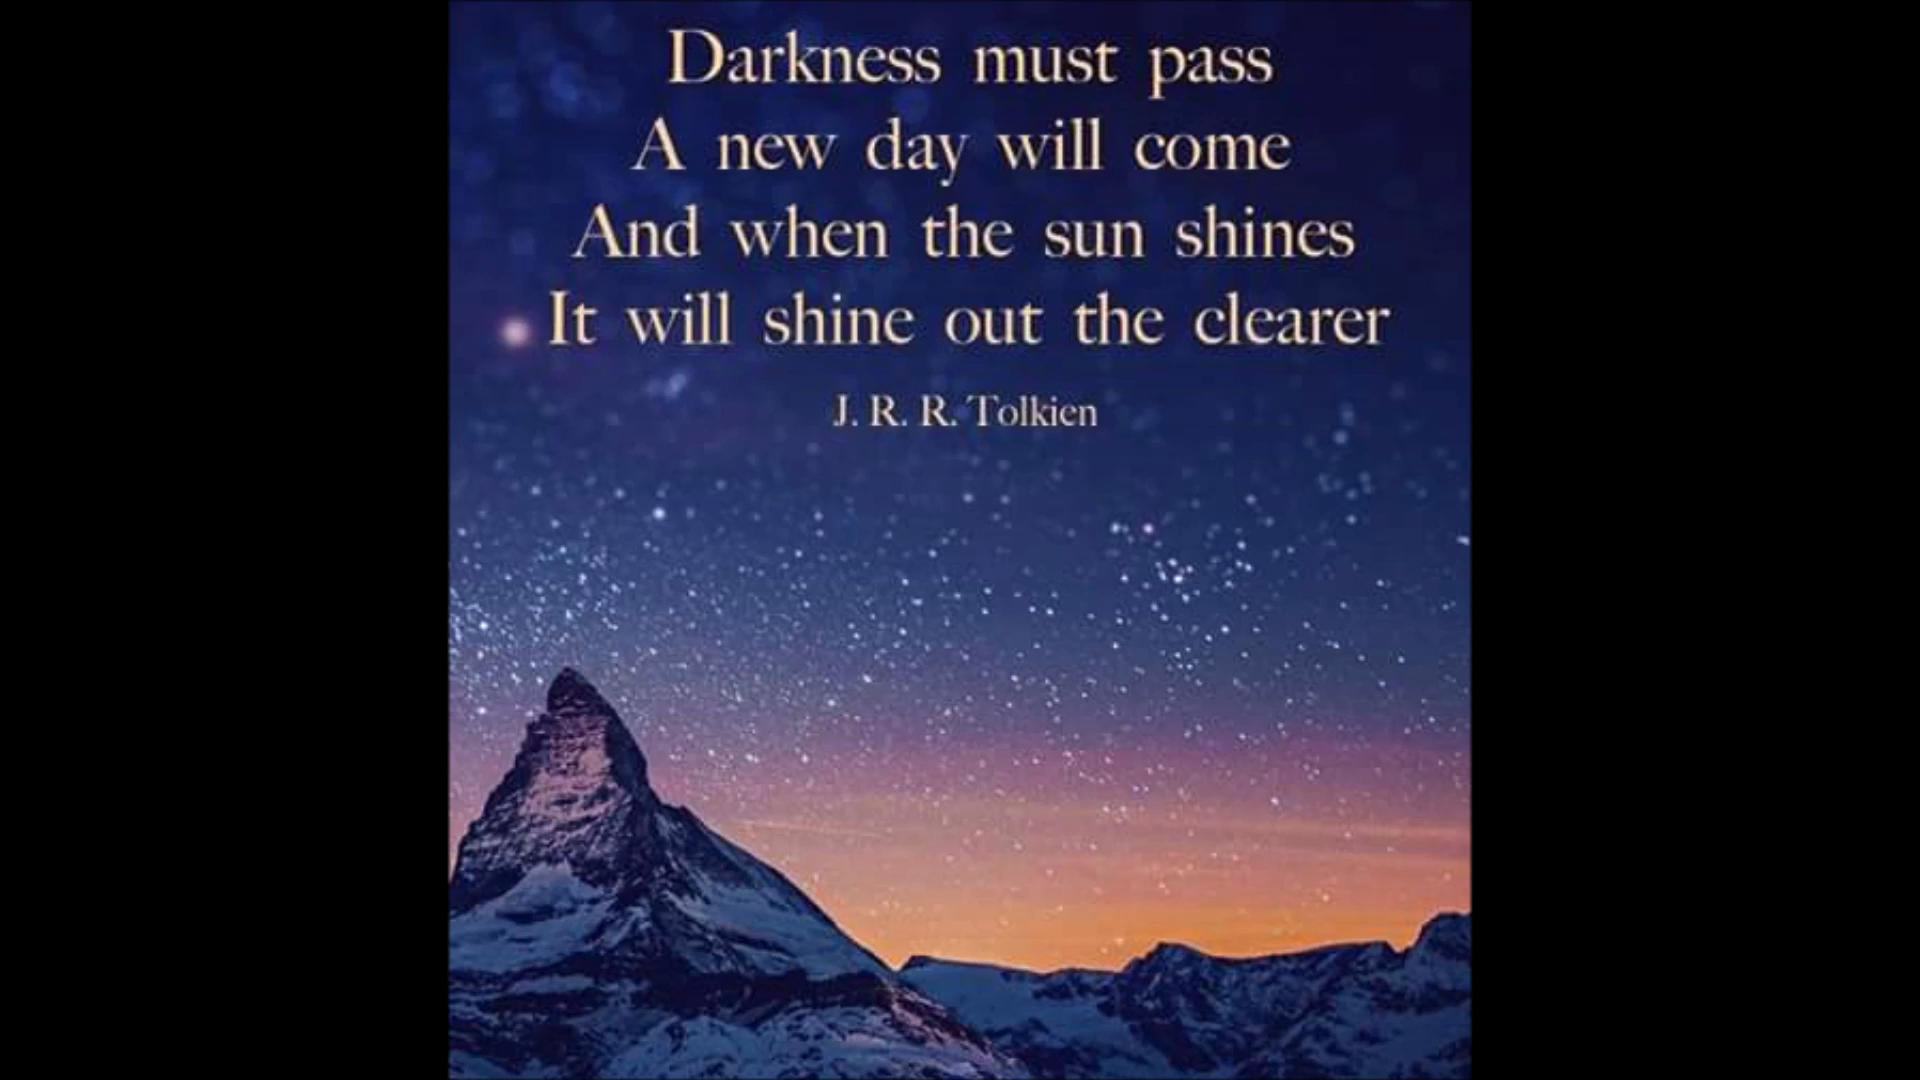 Darkness must pass
A new day will come
And when the sun shines
It will shine out the clearer
J. R. R. Tolkien